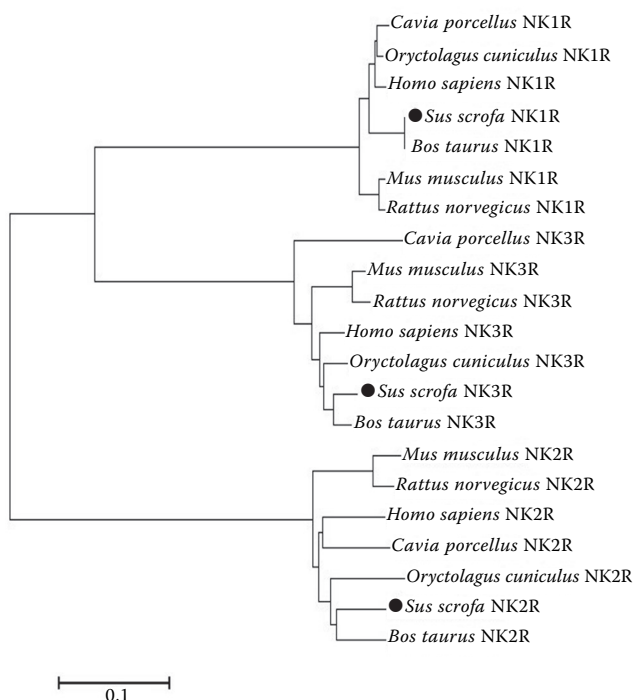 Cavia porcellus NK1R
Oryctolagus cuniculus NK1R
Homo sapiens NK1R
Sus scrofa NK1R
Bos taurus NK1R
Mus musculus NK1R
Rattus norvegicus NK1R
Cavia porcellus NK3R
Mus musculus NK3R
Rattus norvegicus NK3R
Homo sapiens NK3R
Oryctolagus cuniculus NK3R
Sus scrofa NK3R
Bos taurus NK3R
Mus musculus NK2R
Rattus norvegicus NK2R
Homo sapiens NK2R
Cavia porcellus NK2R
Oryctolagus cuniculus NK2R
Sus scrofa NK2R
Bos taurus NK2R
0.1